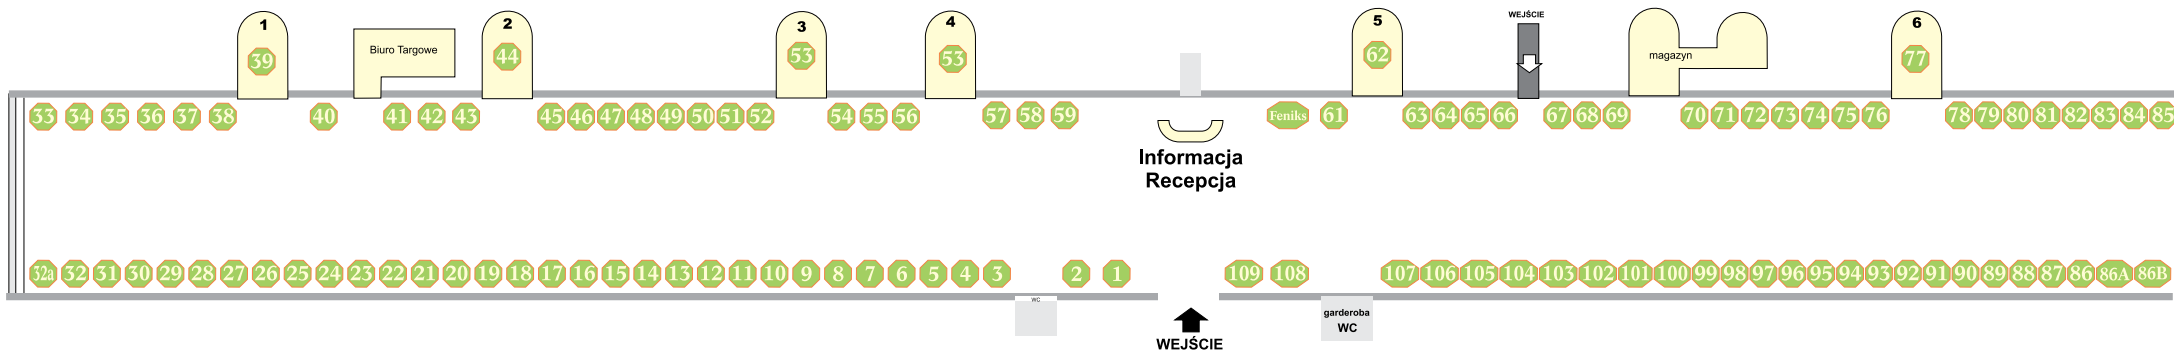 1 2 3 4 5 WEJŚCIE 6
39 Biuro Targowe 44 53 53 62 magazyn 77
33 34 35 36 37 38 40 41 42 43 45 46 47 48 49 50 51 52 54 55 56 57 58 59 Feniks 61 63 64 65 66 67 68 69 70 71 72 73 74 75 76 78 79 80 81 82 83 84 85
Informacja
Recepcja
32a 32 31 30 29 28 27 26 25 24 23 22 21 20 19 18 17 16 15 14 13 12 11 10 9 8 7 6 5 4 3 2 1 109 108 107 106 105 104 103 102 101 100 99 98 97 96 95 94 93 92 91 90 89 88 87 86 86A 86B
WC
garderoba
WC
WEJŚCIE